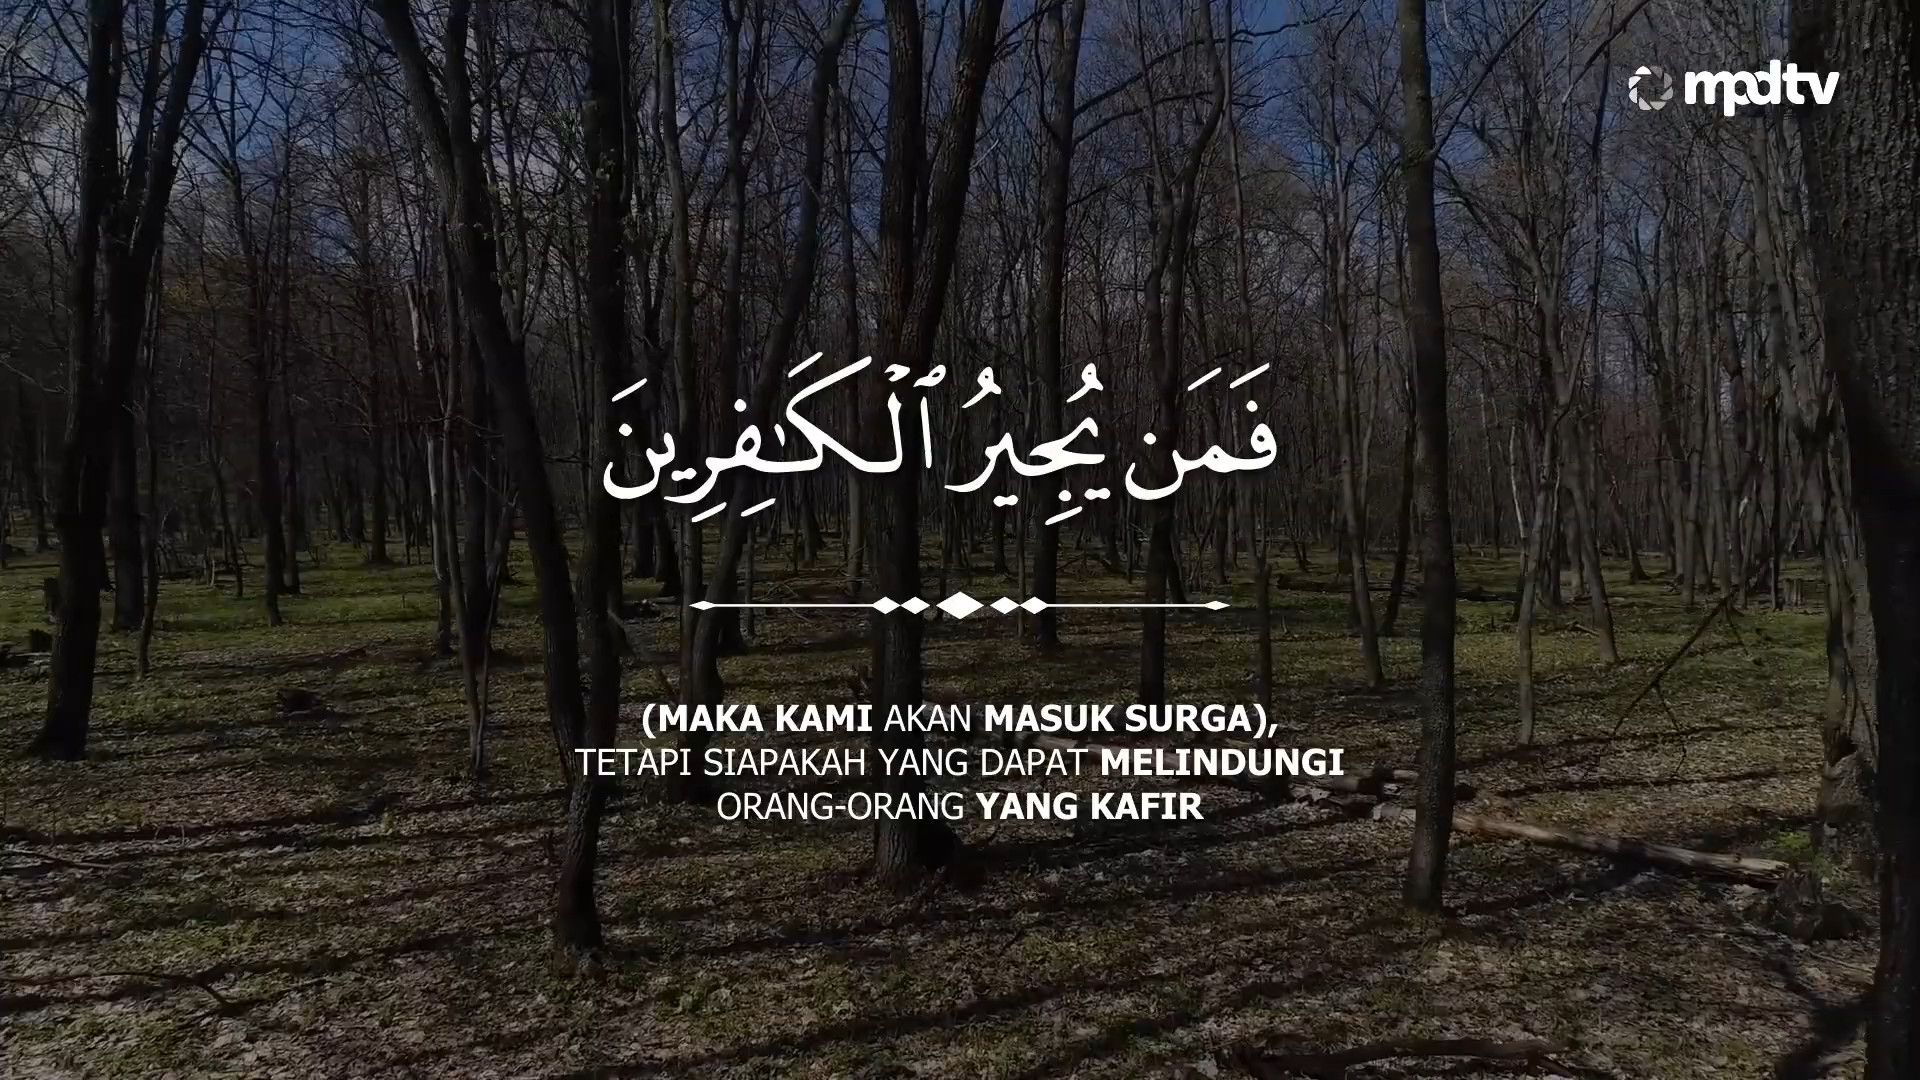 mpdtv
فَمَن يُجِيرُ ٱلْكَـٰفِرِينَ
(MAKA KAMI AKAN MASUK SURGA),
TETAPI SIAPAKAH YANG DAPAT MELINDUNGI
ORANG-ORANG YANG KAFIR